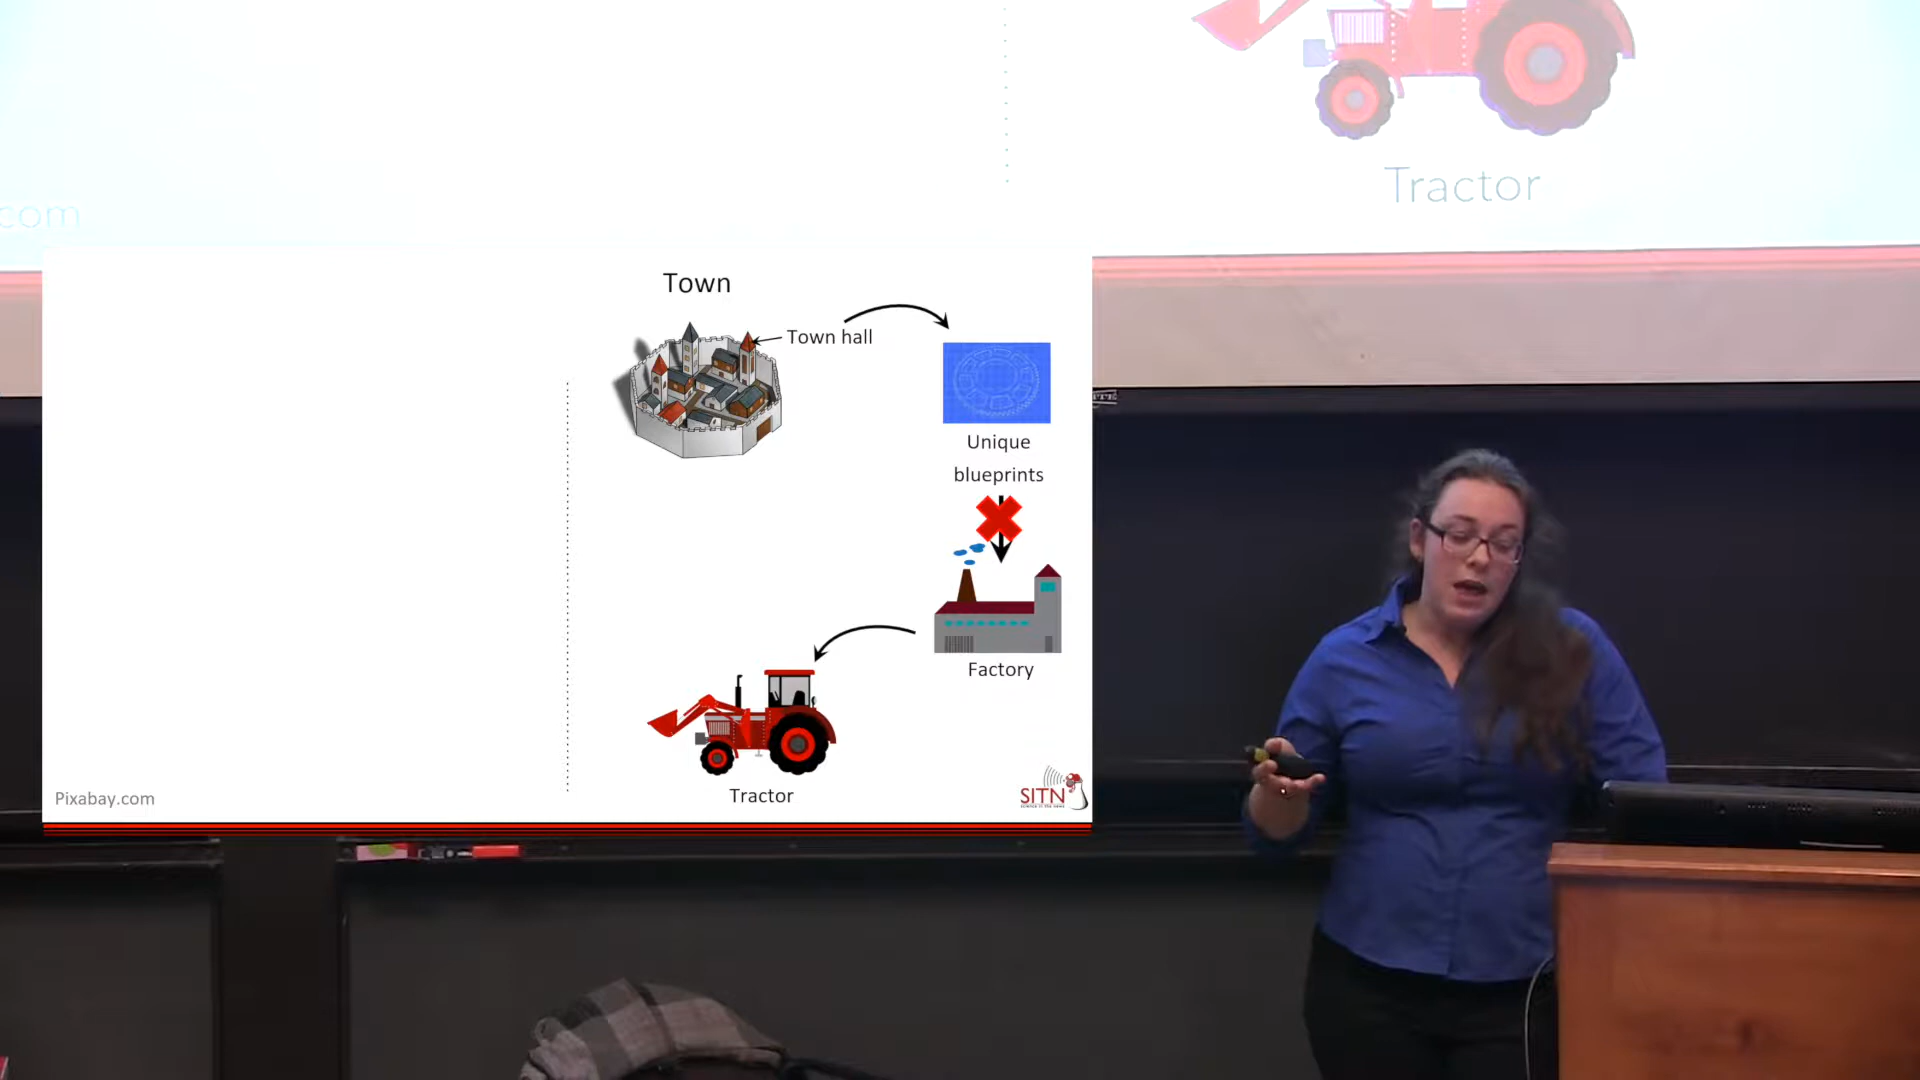 Tractor
com
Town
Town hall
Unique
blueprints
Factory
Tractor
Pixabay.com
SITN